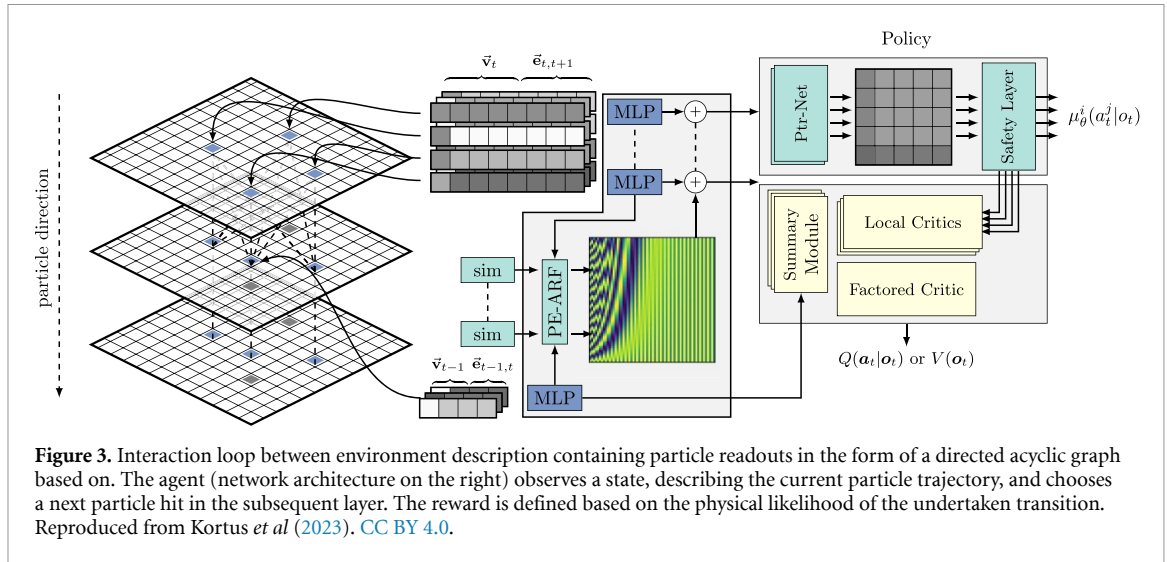 Policy
v⃗ₜ
e⃗ₜ,ₜ₊₁
particle direction
MLP
+
MLP
+
Ptr-Net
Safety Layer
μ_θ^i(a_t^j|o_t)
sim
sim
PE-ARF
Summary
Module
Local Critics
Factored Critic
v⃗ₜ₋₁
e⃗ₜ₋₁,ₜ
MLP
Q(aₜ|oₜ) or V(oₜ)
Figure 3. Interaction loop between environment description containing particle readouts in the form of a directed acyclic graph
based on. The agent (network architecture on the right) observes a state, describing the current particle trajectory, and chooses
a next particle hit in the subsequent layer. The reward is defined based on the physical likelihood of the undertaken transition.
Reproduced from Kortus et al (2023). CC BY 4.0.